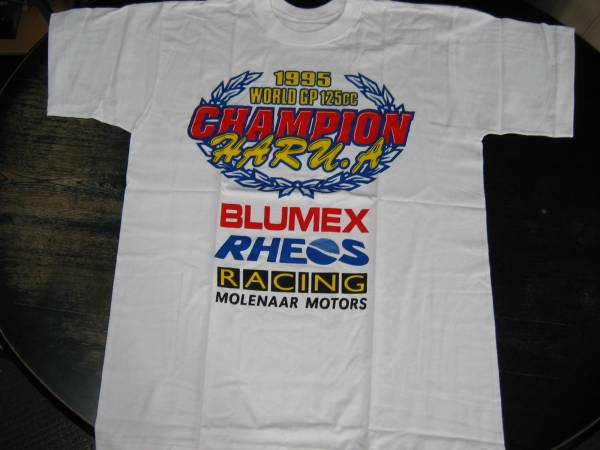 1995
WORLD GP 125cc
CHAMPION
HARU.A
BLUMEX
RHEOS
RACING
MOLENAAR MOTORS